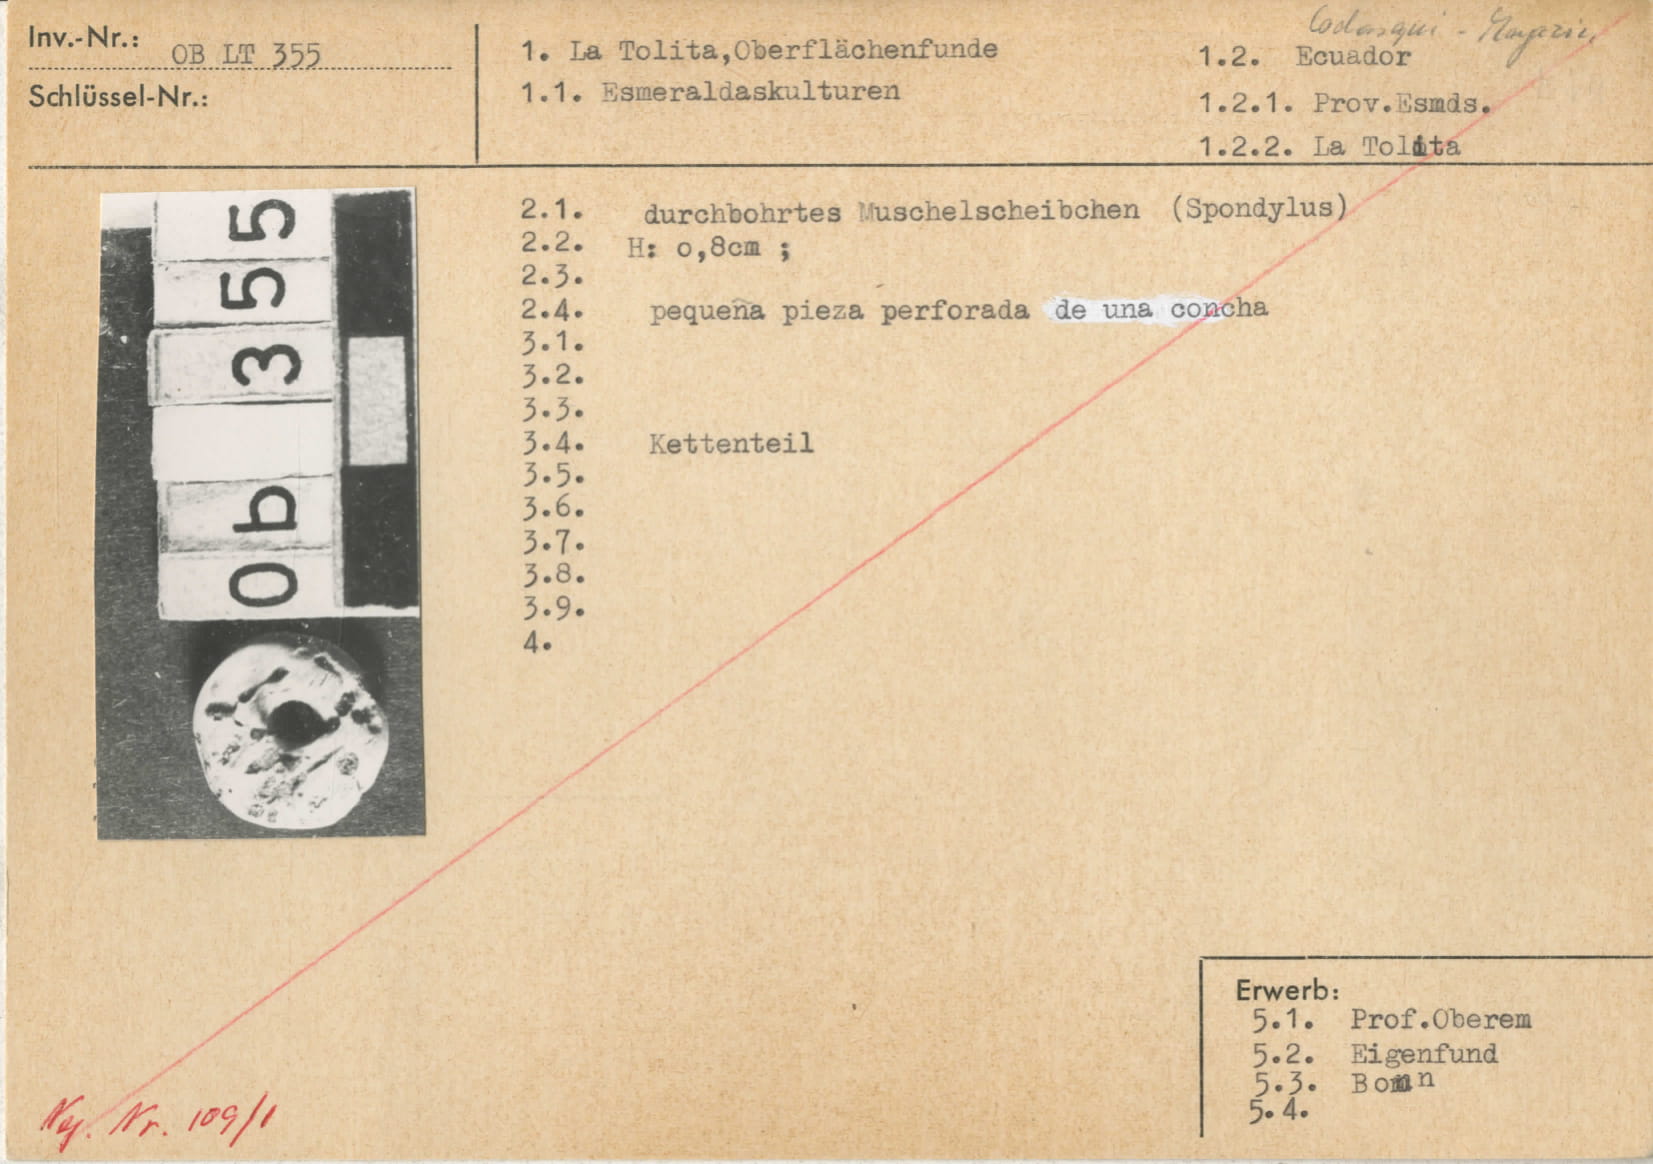 Codasqui - Magazin.
Inv.-Nr.: OB LT 355
Schlüssel-Nr.:
1. La Tolita,Oberflächenfunde
1.1. Esmeraldaskulturen
1.2. Ecuador
1.2.1. Prov.Esmds.
1.2.2. La Tolita
Ob 355
2.1. durchbohrtes Muschelscheibchen (Spondylus)
2.2. H: o,8cm ;
2.3.
2.4. pequeña pieza perforada de una concha
3.1.
3.2.
3.3.
3.4. Kettenteil
3.5.
3.6.
3.7.
3.8.
3.9.
4.
Erwerb:
5.1. Prof.Oberem
5.2. Eigenfund
5.3. Bonn
5.4.
Neg. Nr. 109/1